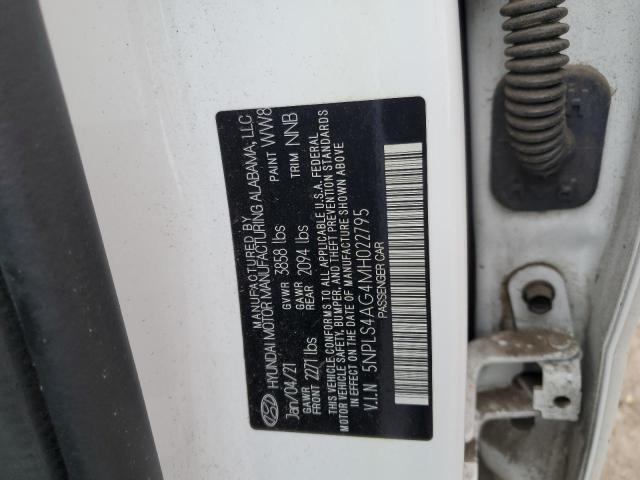 MANUFACTURED BY
HYUNDAI MOTOR MANUFACTURING ALABAMA, LLC
Jan/04/21 GVWR 3858 lbs PAINT WW8
GAWR FRONT 2271 lbs GAWR REAR 2094 lbs TRIM NNB
THIS VEHICLE CONFORMS TO ALL APPLICABLE U.S.A. FEDERAL
MOTOR VEHICLE SAFETY, BUMPER, AND THEFT PREVENTION STANDARDS
IN EFFECT ON THE DATE OF MANUFACTURE SHOWN ABOVE
V.I.N 5NPLS4AG4MH022795
PASSENGER CAR